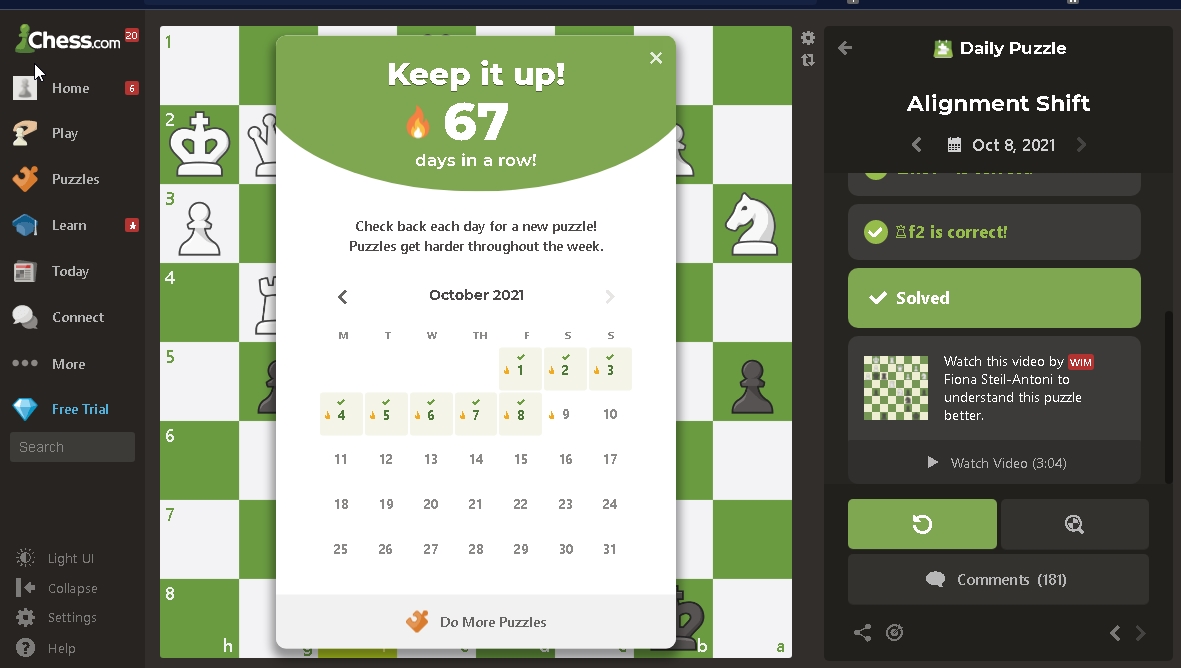 Chess.com
20
Home
6
Play
Puzzles
Learn
Today
Connect
More
Free Trial
Search
Light UI
Collapse
Settings
Help
1
2
3
4
5
6
7
8
h
b
a
Keep it up!
67
days in a row!
Check back each day for a new puzzle!
Puzzles get harder throughout the week.
October 2021
M T W TH F S S
1 2 3
4 5 6 7 8 9 10
11 12 13 14 15 16 17
18 19 20 21 22 23 24
25 26 27 28 29 30 31
Do More Puzzles
Daily Puzzle
Alignment Shift
Oct 8, 2021
♖f2 is correct!
Solved
Watch this video by WIM
Fiona Steil-Antoni to
understand this puzzle
better.
Watch Video (3:04)
Comments (181)